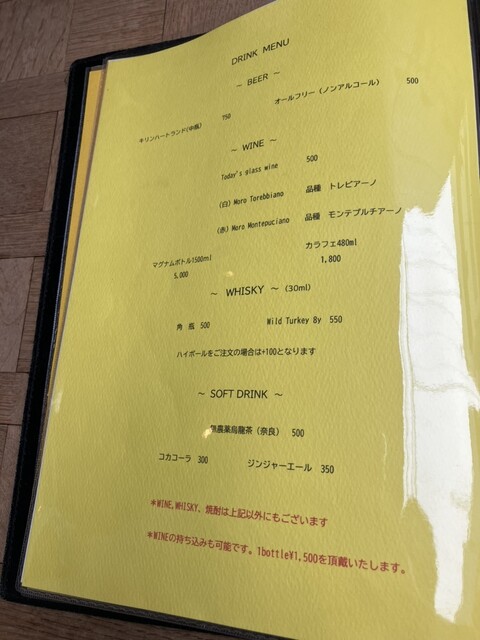 DRINK MENU
～ BEER ～
キリンハートランド(中瓶) 750 オールフリー（ノンアルコール） 500
～ WINE ～
Today's glass wine 500
(白) Moro Torebbiano 品種 トレビアーノ
(赤) Moro Montepuciano 品種 モンテプルチアーノ
マグナムボトル1500ml カラフェ480ml
5,000 1,800
～ WHISKY ～ (30ml)
角 瓶 500 Wild Turkey 8y 550
ハイボールをご注文の場合は+100となります
～ SOFT DRINK ～
無農薬烏龍茶（奈良） 500
コカコーラ 300 ジンジャーエール 350
＊WINE,WHISKY、焼酎は上記以外にもございます
＊WINEの持ち込みも可能です。1bottle¥1,500を頂戴いたします。